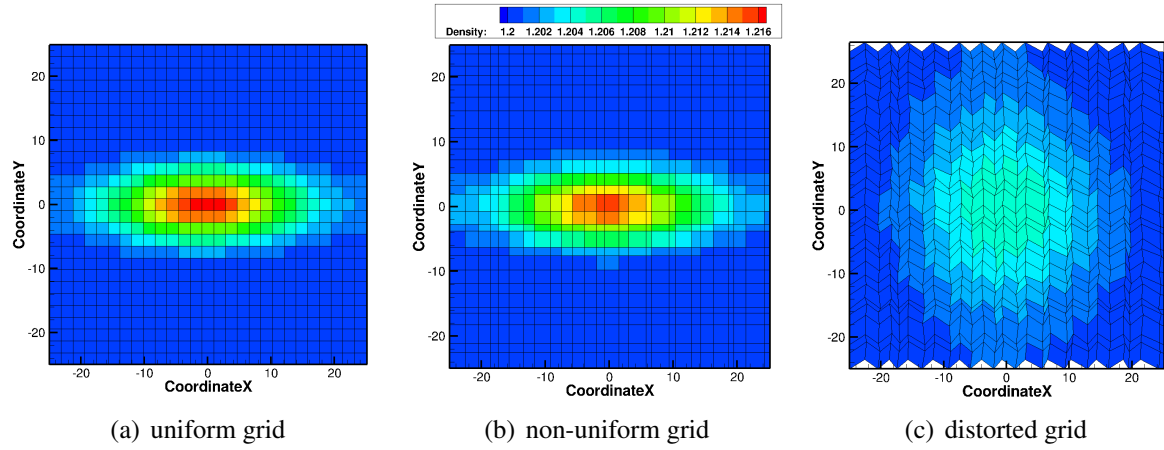 Density: 1.2 1.202 1.204 1.206 1.208 1.21 1.212 1.214 1.216
20
10
0
-10
-20
CoordinateY
-20 -10 0 10 20
CoordinateX
(a) uniform grid
20
10
0
-10
-20
CoordinateY
-20 -10 0 10 20
CoordinateX
(b) non-uniform grid
20
10
0
-10
-20
CoordinateY
-20 -10 0 10 20
CoordinateX
(c) distorted grid